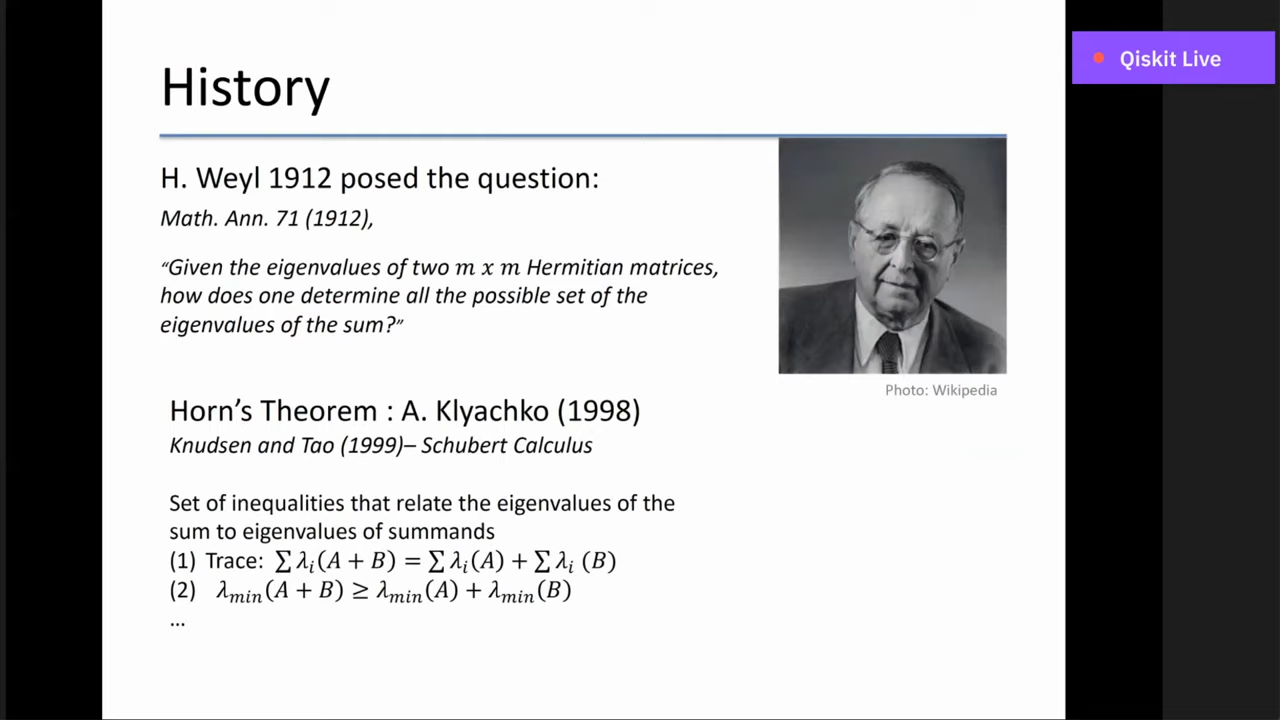 Qiskit Live
History
H. Weyl 1912 posed the question:
Math. Ann. 71 (1912),
“Given the eigenvalues of two m x m Hermitian matrices,
how does one determine all the possible set of the
eigenvalues of the sum?”
Photo: Wikipedia
Horn’s Theorem : A. Klyachko (1998)
Knudsen and Tao (1999)– Schubert Calculus
Set of inequalities that relate the eigenvalues of the
sum to eigenvalues of summands
(1) Trace: ∑ λᵢ(A + B) = ∑ λᵢ(A) + ∑ λᵢ (B)
(2) λₘᵢₙ(A + B) ≥ λₘᵢₙ(A) + λₘᵢₙ(B)
...